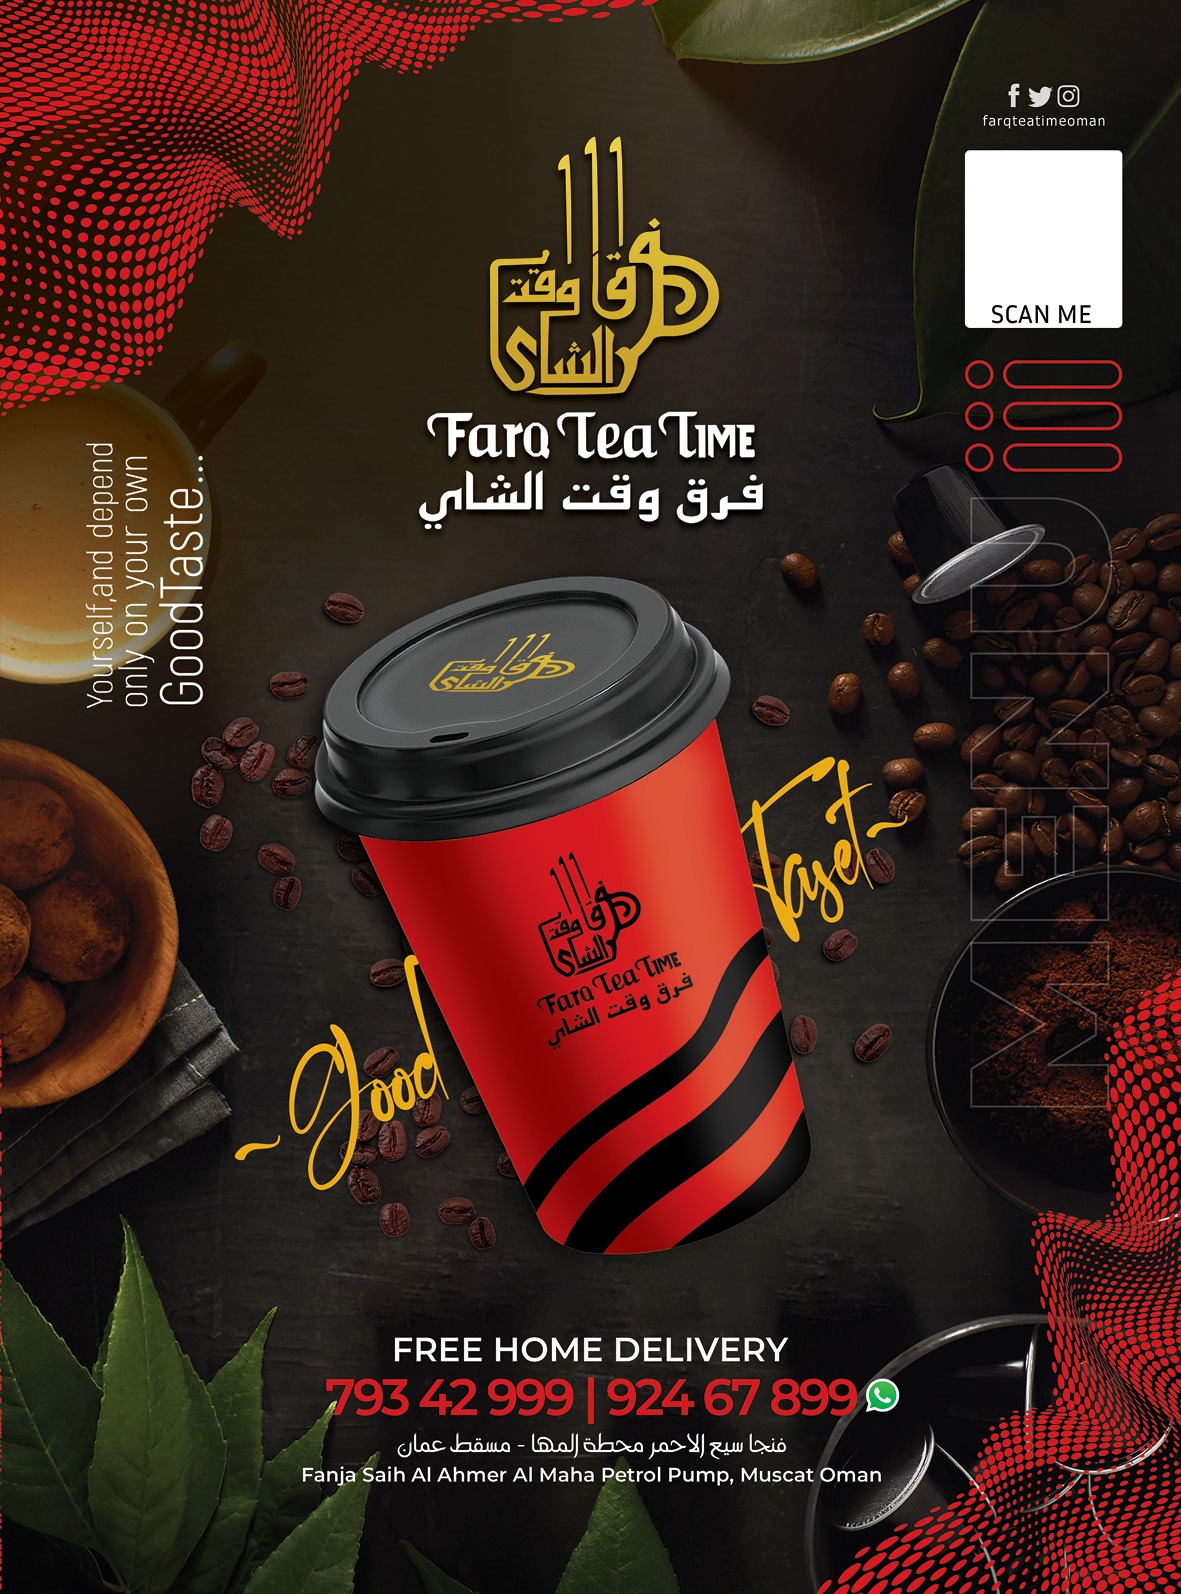 farqteatimeoman
SCAN ME
فرق وقت
الشاي
Farq Tea Time
فرق وقت الشاي
Yourself,and depend
only on your own
GoodTaste...
MENU
فرق وقت
الشاي
~ Good Taset ~
فرق وقت
الشاي
Farq Tea Time
فرق وقت الشاي
FREE HOME DELIVERY
793 42 999 | 924 67 899
فنجا سيح الاحمر محطة المها - مسقط عمان
Fanja Saih Al Ahmer Al Maha Petrol Pump, Muscat Oman